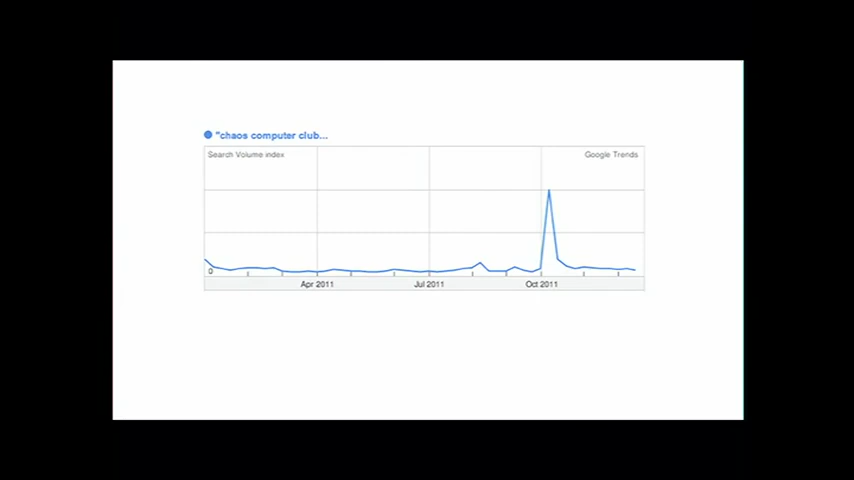 "chaos computer club...
Search Volume index Google Trends
0
Apr 2011 Jul 2011 Oct 2011